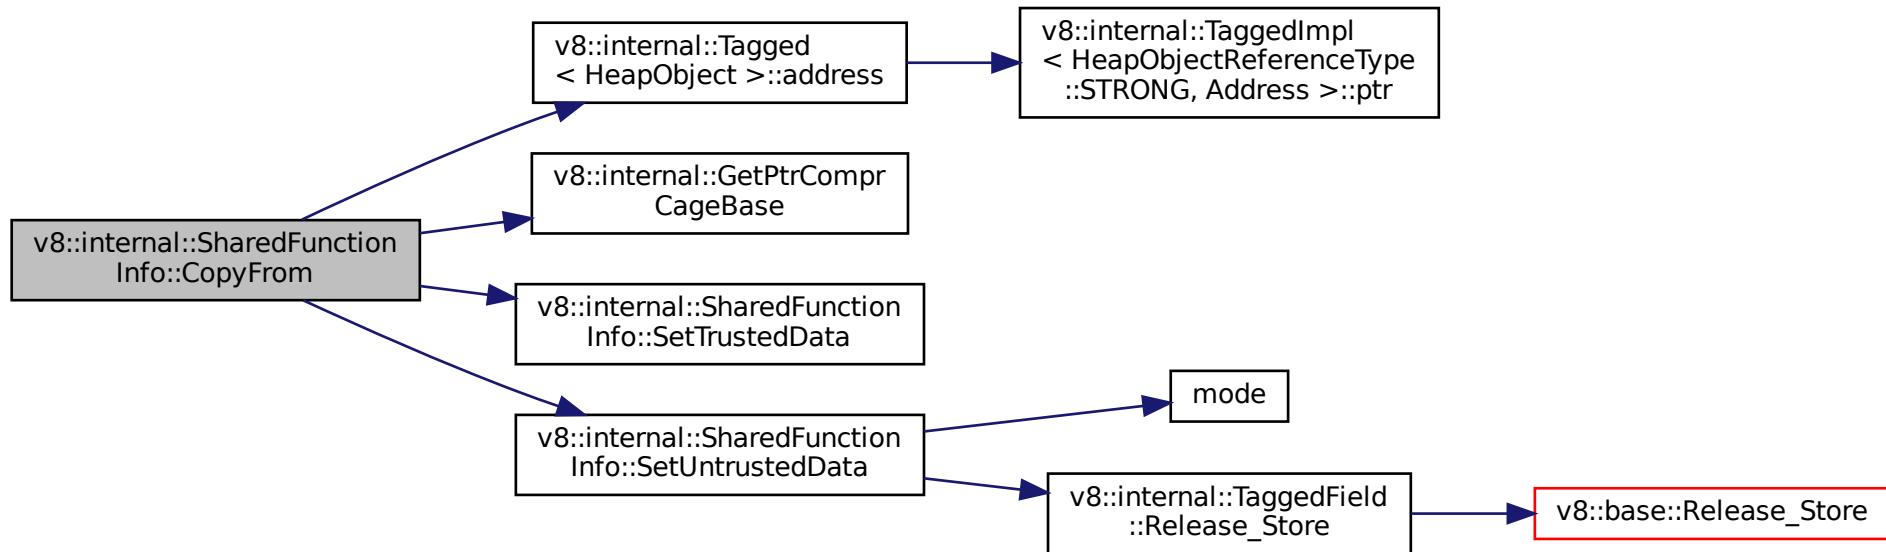 v8::internal::Tagged
< HeapObject >::address
v8::internal::TaggedImpl
< HeapObjectReferenceType
::STRONG, Address >::ptr
v8::internal::GetPtrCompr
CageBase
v8::internal::SharedFunction
Info::CopyFrom
v8::internal::SharedFunction
Info::SetTrustedData
mode
v8::internal::SharedFunction
Info::SetUntrustedData
v8::internal::TaggedField
::Release_Store
v8::base::Release_Store